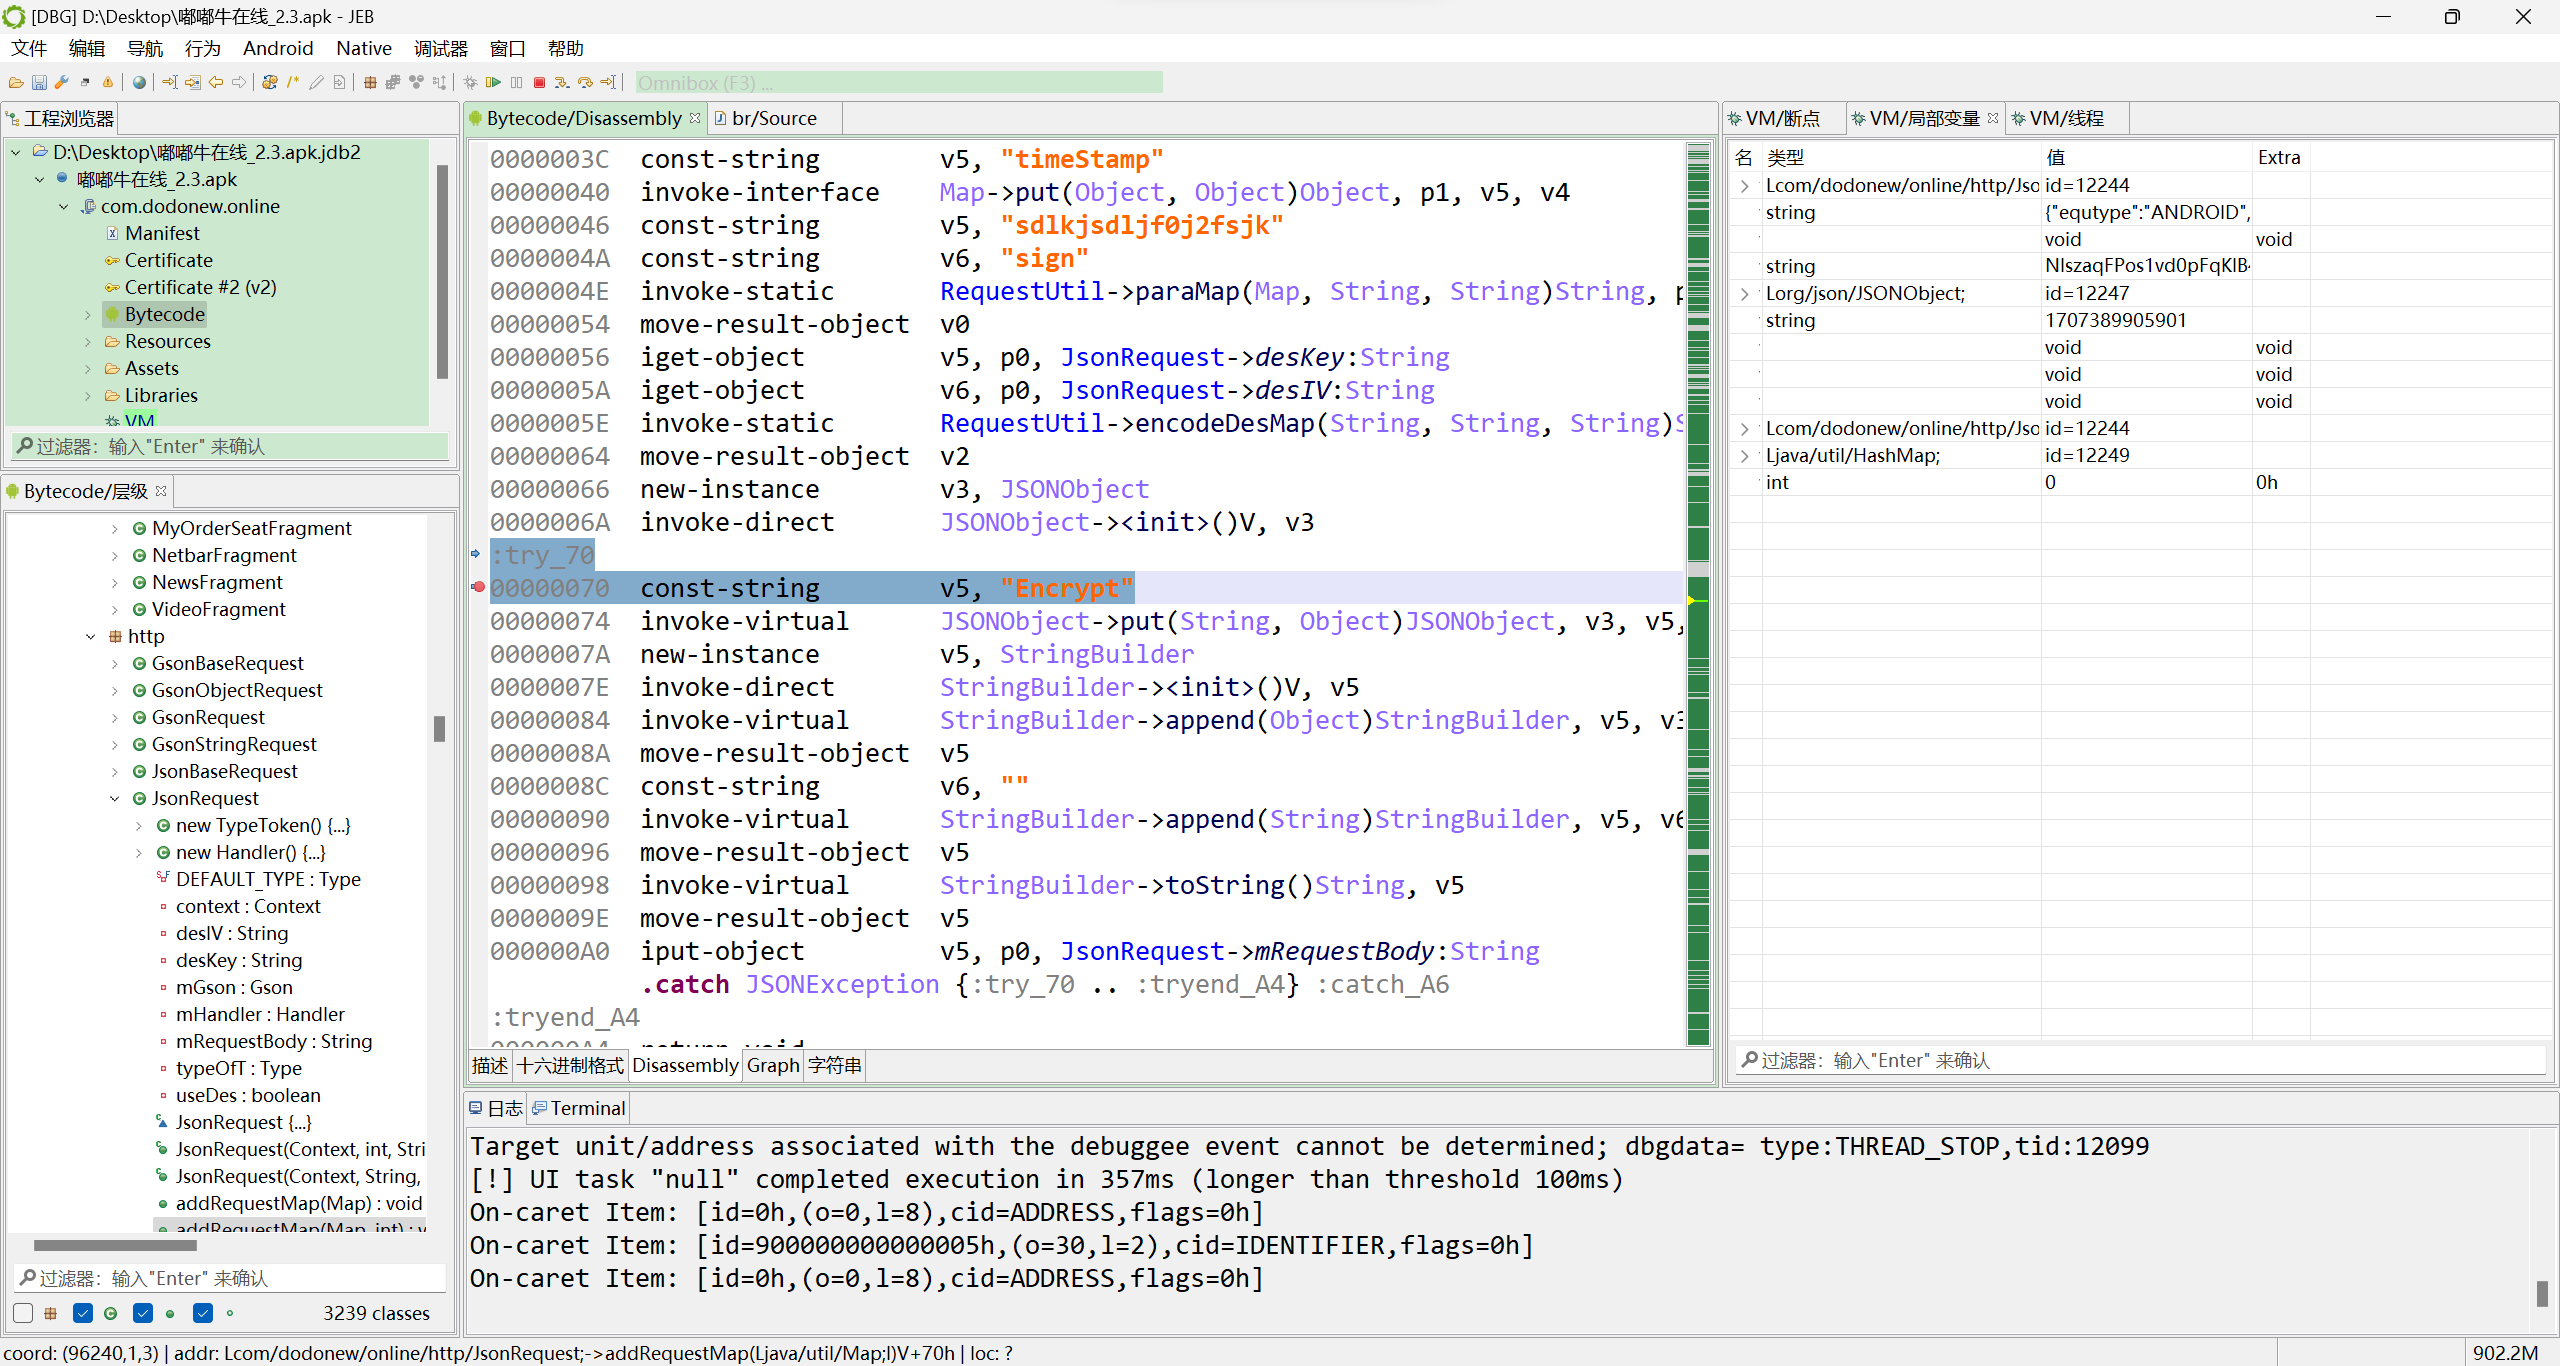 [DBG] D:\Desktop\嘟嘟牛在线_2.3.apk - JEB
文件 编辑 导航 行为 Android Native 调试器 窗口 帮助
Omnibox (F3) ...
工程浏览器
D:\Desktop\嘟嘟牛在线_2.3.apk.jdb2
嘟嘟牛在线_2.3.apk
com.dodonew.online
Manifest
Certificate
Certificate #2 (v2)
Bytecode
Resources
Assets
Libraries
VM
过滤器：输入"Enter" 来确认
Bytecode/层级
MyOrderSeatFragment
NetbarFragment
NewsFragment
VideoFragment
http
GsonBaseRequest
GsonObjectRequest
GsonRequest
GsonStringRequest
JsonBaseRequest
JsonRequest
new TypeToken() {...}
new Handler() {...}
DEFAULT_TYPE : Type
context : Context
desIV : String
desKey : String
mGson : Gson
mHandler : Handler
mRequestBody : String
typeOfT : Type
useDes : boolean
JsonRequest {...}
JsonRequest(Context, int, Stri
JsonRequest(Context, String,
addRequestMap(Map) : void
addRequestMap(Map, int) : v
过滤器：输入"Enter" 来确认
3239 classes
Bytecode/Disassembly br/Source
0000003C const-string v5, "timeStamp"
00000040 invoke-interface Map->put(Object, Object)Object, p1, v5, v4
00000046 const-string v5, "sdlkjsdljf0j2fsjk"
0000004A const-string v6, "sign"
0000004E invoke-static RequestUtil->paraMap(Map, String, String)String, p
00000054 move-result-object v0
00000056 iget-object v5, p0, JsonRequest->desKey:String
0000005A iget-object v6, p0, JsonRequest->desIV:String
0000005E invoke-static RequestUtil->encodeDesMap(String, String, String)S
00000064 move-result-object v2
00000066 new-instance v3, JSONObject
0000006A invoke-direct JSONObject-><init>()V, v3
:try_70
00000070 const-string v5, "Encrypt"
00000074 invoke-virtual JSONObject->put(String, Object)JSONObject, v3, v5,
0000007A new-instance v5, StringBuilder
0000007E invoke-direct StringBuilder-><init>()V, v5
00000084 invoke-virtual StringBuilder->append(Object)StringBuilder, v5, v3
0000008A move-result-object v5
0000008C const-string v6, ""
00000090 invoke-virtual StringBuilder->append(String)StringBuilder, v5, v6
00000096 move-result-object v5
00000098 invoke-virtual StringBuilder->toString()String, v5
0000009E move-result-object v5
000000A0 iput-object v5, p0, JsonRequest->mRequestBody:String
.catch JSONException {:try_70 .. :tryend_A4} :catch_A6
:tryend_A4
000000A4 return-void
描述 十六进制格式 Disassembly Graph 字符串
VM/断点 VM/局部变量 VM/线程
名 类型 值 Extra
Lcom/dodonew/online/http/Jso id=12244
string {"equtype":"ANDROID",
void void
string NIszaqFPos1vd0pFqKlB
Lorg/json/JSONObject; id=12247
string 1707389905901
void void
void void
void void
Lcom/dodonew/online/http/Jso id=12244
Ljava/util/HashMap; id=12249
int 0 0h
过滤器：输入"Enter" 来确认
日志 Terminal
Target unit/address associated with the debuggee event cannot be determined; dbgdata= type:THREAD_STOP,tid:12099
[!] UI task "null" completed execution in 357ms (longer than threshold 100ms)
On-caret Item: [id=0h,(o=0,l=8),cid=ADDRESS,flags=0h]
On-caret Item: [id=900000000000005h,(o=30,l=2),cid=IDENTIFIER,flags=0h]
On-caret Item: [id=0h,(o=0,l=8),cid=ADDRESS,flags=0h]
coord: (96240,1,3) | addr: Lcom/dodonew/online/http/JsonRequest;->addRequestMap(Ljava/util/Map;I)V+70h | loc: ?
902.2M